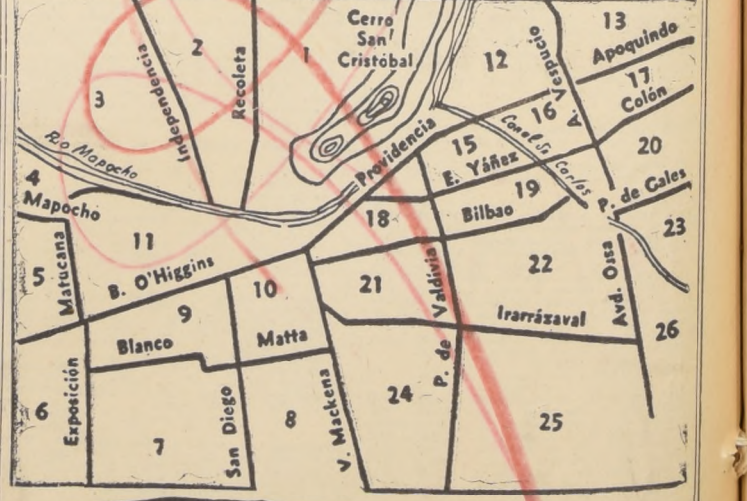 Cerro
San
Cristóbal
13
Apoquindo
2
1
12
A. Vespucio
17
Colón
Independencia
Recoleta
3
16
Río Mapocho
Providencia
15
E. Yáñez
Canal Sn Carlos
20
4
Mapocho
19
P. de Gales
18
Bilbao
23
11
5
Matucana
B. O'Higgins
10
21
P. de Valdivia
22
Avd. Ossa
9
Irarrázaval
26
Blanco
Matta
6
Exposición
7
San Diego
8
V. Mackena
24
25